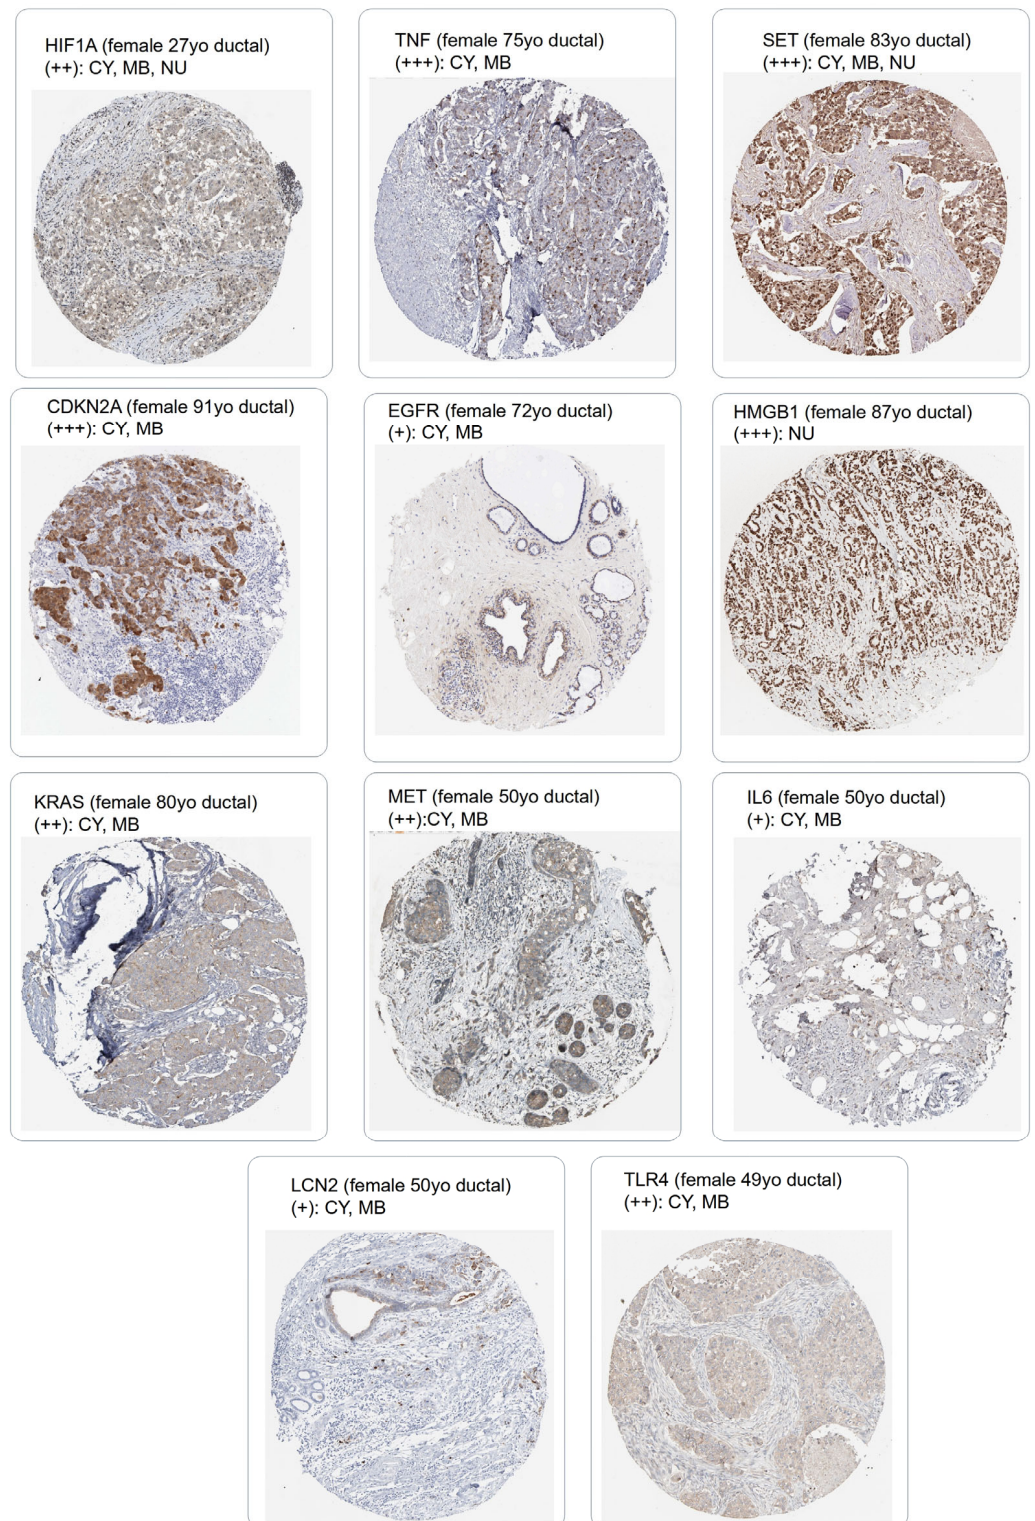 HIF1A (female 27yo ductal)
(++): CY, MB, NU
TNF (female 75yo ductal)
(+++): CY, MB
SET (female 83yo ductal)
(+++): CY, MB, NU
CDKN2A (female 91yo ductal)
(+++): CY, MB
EGFR (female 72yo ductal)
(+): CY, MB
HMGB1 (female 87yo ductal)
(+++): NU
KRAS (female 80yo ductal)
(++): CY, MB
MET (female 50yo ductal)
(++):CY, MB
IL6 (female 50yo ductal)
(+): CY, MB
LCN2 (female 50yo ductal)
(+): CY, MB
TLR4 (female 49yo ductal)
(++): CY, MB